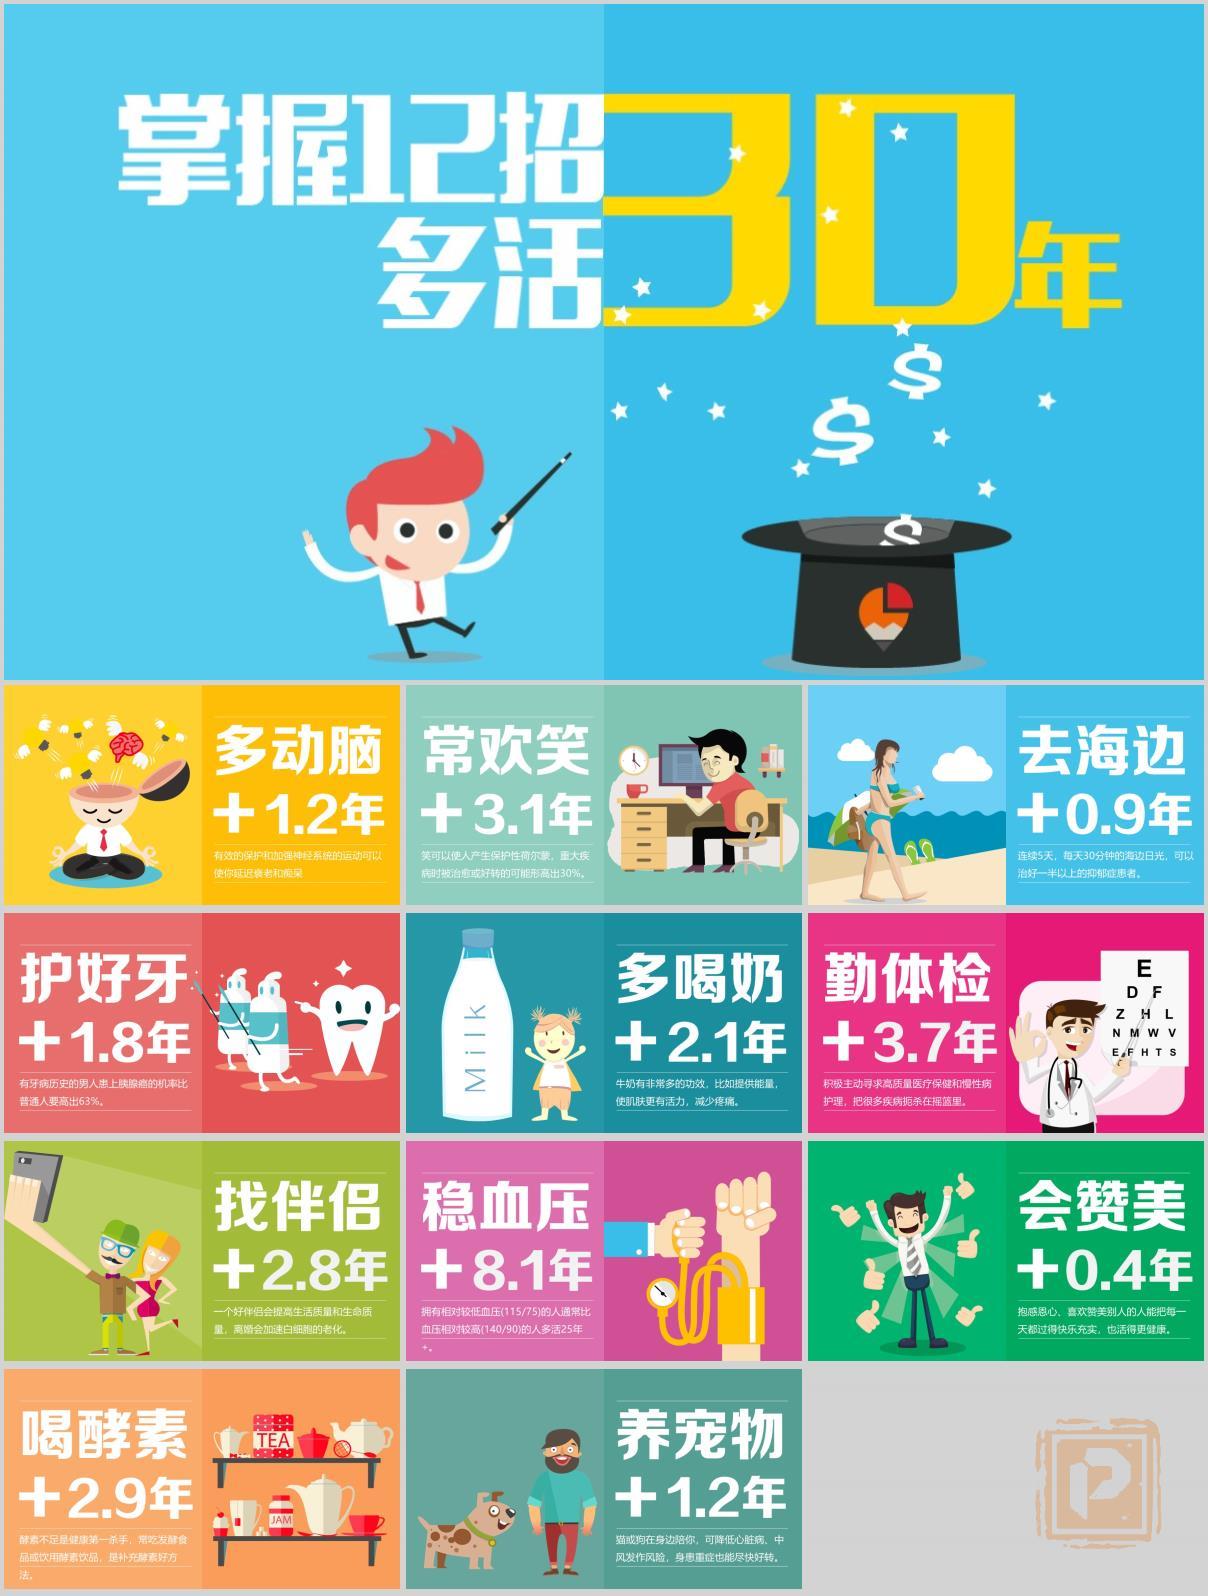 掌握12招
多活30年
$
$
$
多动脑
+1.2年
有效的保护和加强神经系统的运动可以
使你延迟衰老和痴呆
常欢笑
+3.1年
笑可以使人产生保护性荷尔蒙，重大疾
病时被治愈或好转的可能形高出30%。
去海边
+0.9年
连续5天，每天30分钟的海边日光，可以
治好一半以上的抑郁症患者。
护好牙
+1.8年
有牙病历史的男人患上胰腺癌的机率比
普通人要高出63%。
Milk
多喝奶
+2.1年
牛奶有非常多的功效，比如提供能量，
使肌肤更有活力，减少疼痛。
勤体检
+3.7年
积极主动寻求高质量医疗保健和慢性病
护理，把很多疾病扼杀在摇篮里。
E
D F
Z H L
N M W V
E F H T S
找伴侣
+2.8年
一个好伴侣会提高生活质量和生命质
量，离婚会加速白细胞的老化。
稳血压
+8.1年
拥有相对较低血压(115/75)的人通常比
血压相对较高(140/90)的人多活25年
+。
会赞美
+0.4年
抱感恩心、喜欢赞美别人的人能把每一
天都过得快乐充实，也活得更健康。
喝酵素
+2.9年
酵素不足是健康第一杀手，常吃发酵食
品或饮用酵素饮品，是补充酵素好方
法。
TEA
JAM
养宠物
+1.2年
猫或狗在身边陪你，可降低心脏病、中
风发作风险，身患重症也能尽快好转。